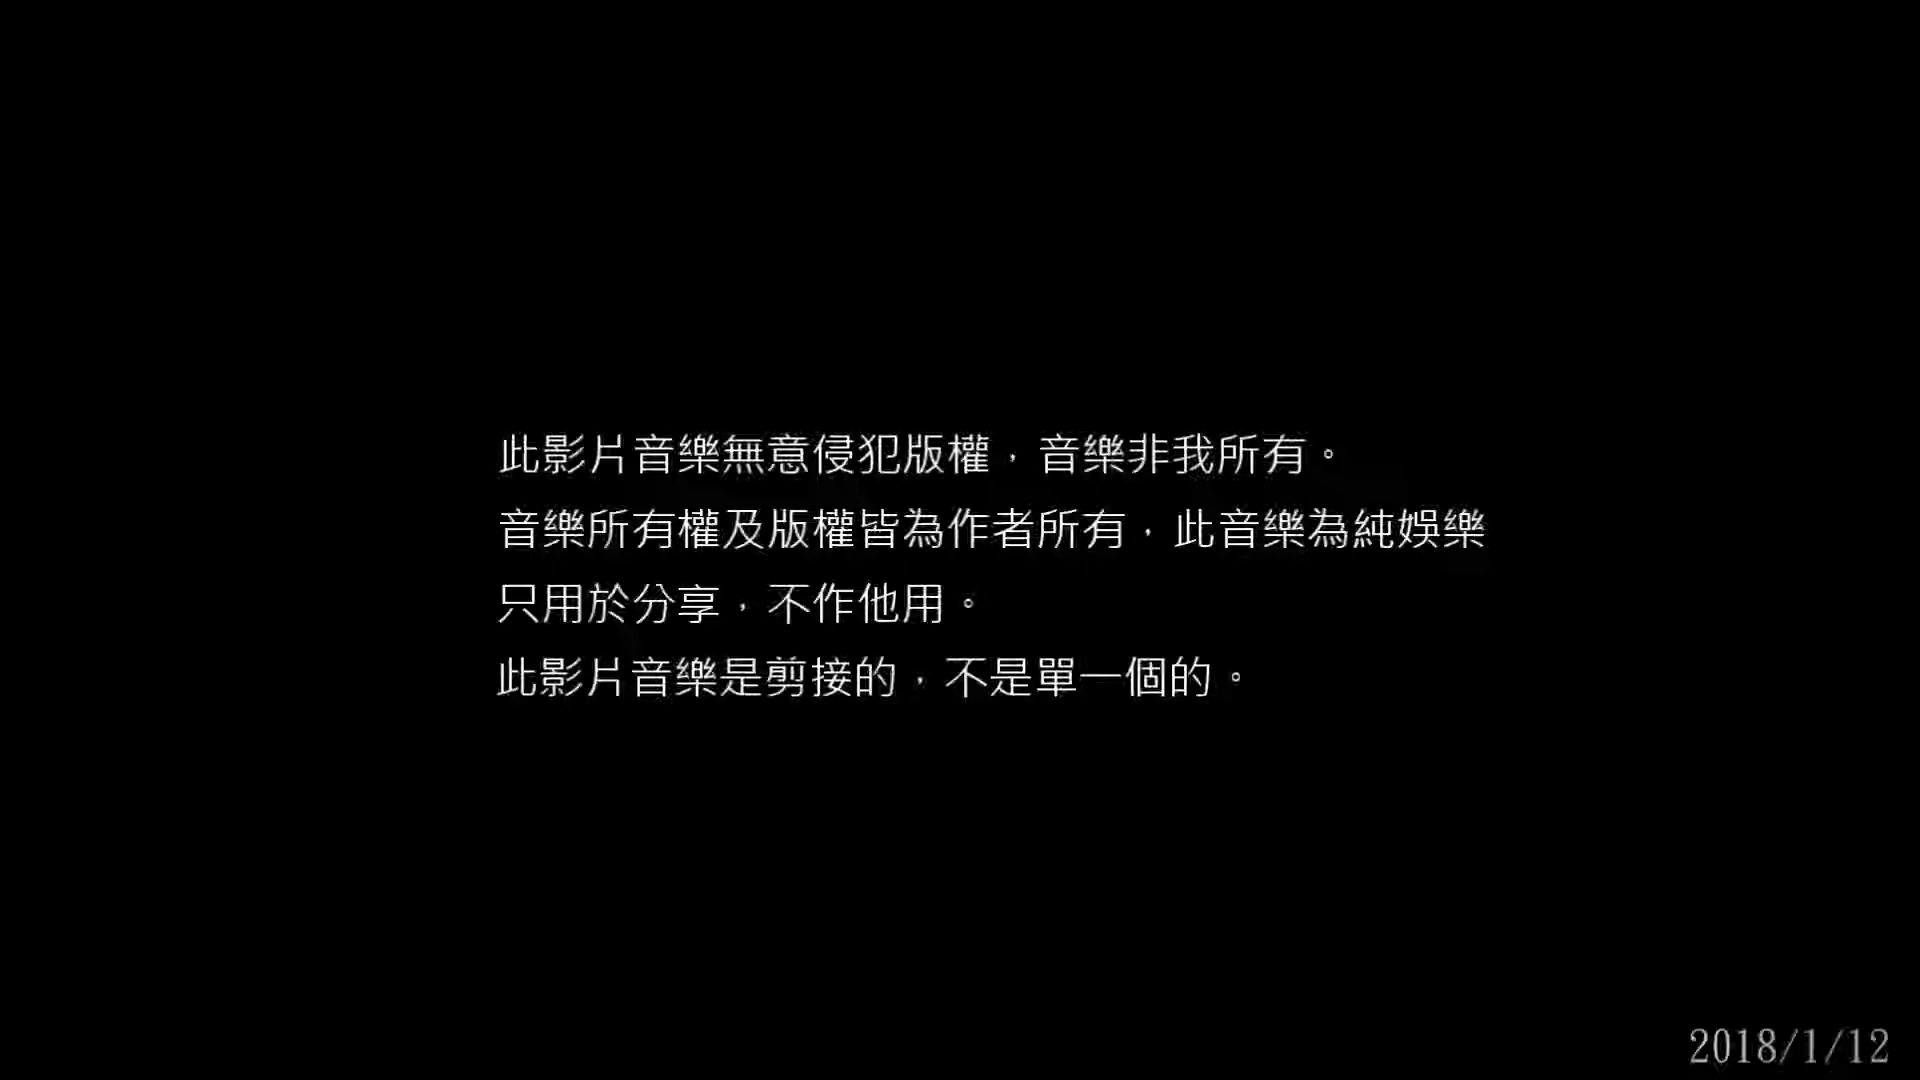 此影片音樂無意侵犯版權，音樂非我所有。
音樂所有權及版權皆為作者所有，此音樂為純娛樂
只用於分享，不作他用。
此影片音樂是剪接的，不是單一個的。
2018/1/12